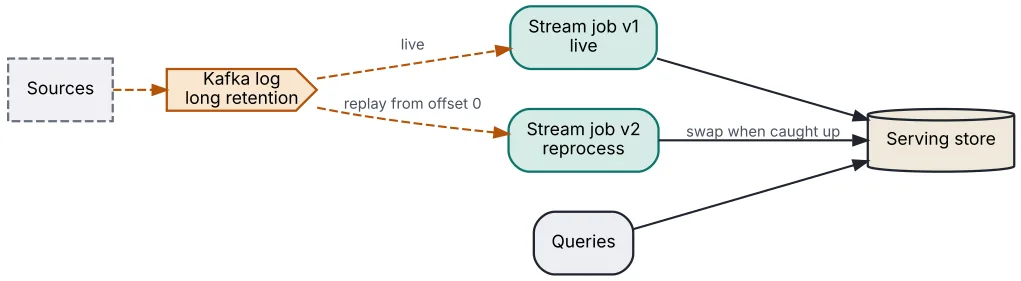 Sources
Kafka log
long retention
live
replay from offset 0
Stream job v1
live
Stream job v2
reprocess
swap when caught up
Serving store
Queries